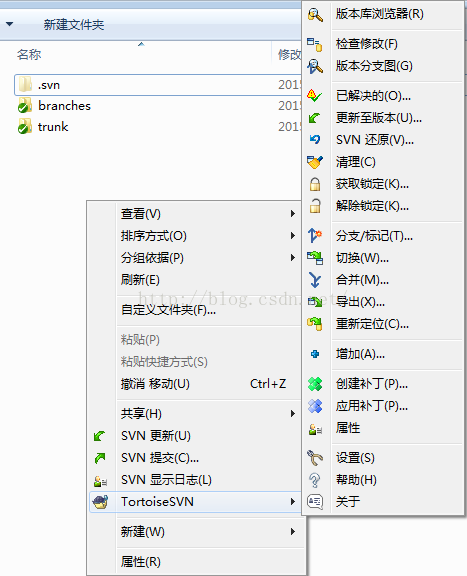 新建文件夹
名称
修改
.svn 2015
branches 2015
trunk 2015
查看(V)
排序方式(O)
分组依据(P)
刷新(E)
自定义文件夹(F)...
粘贴(P)
粘贴快捷方式(S)
撤消 移动(U) Ctrl+Z
共享(H)
SVN 更新(U)
SVN 提交(C)...
SVN 显示日志(L)
TortoiseSVN
新建(W)
属性(R)
版本库浏览器(R)
检查修改(F)
版本分支图(G)
已解决的(O)...
更新至版本(U)...
SVN 还原(V)...
清理(C)
获取锁定(K)...
解除锁定(K)...
分支/标记(T)...
切换(W)...
合并(M)...
导出(X)...
重新定位(C)...
增加(A)...
创建补丁(P)...
应用补丁(P)...
属性
设置(S)
帮助(H)
关于
http://blog.csdn.net/